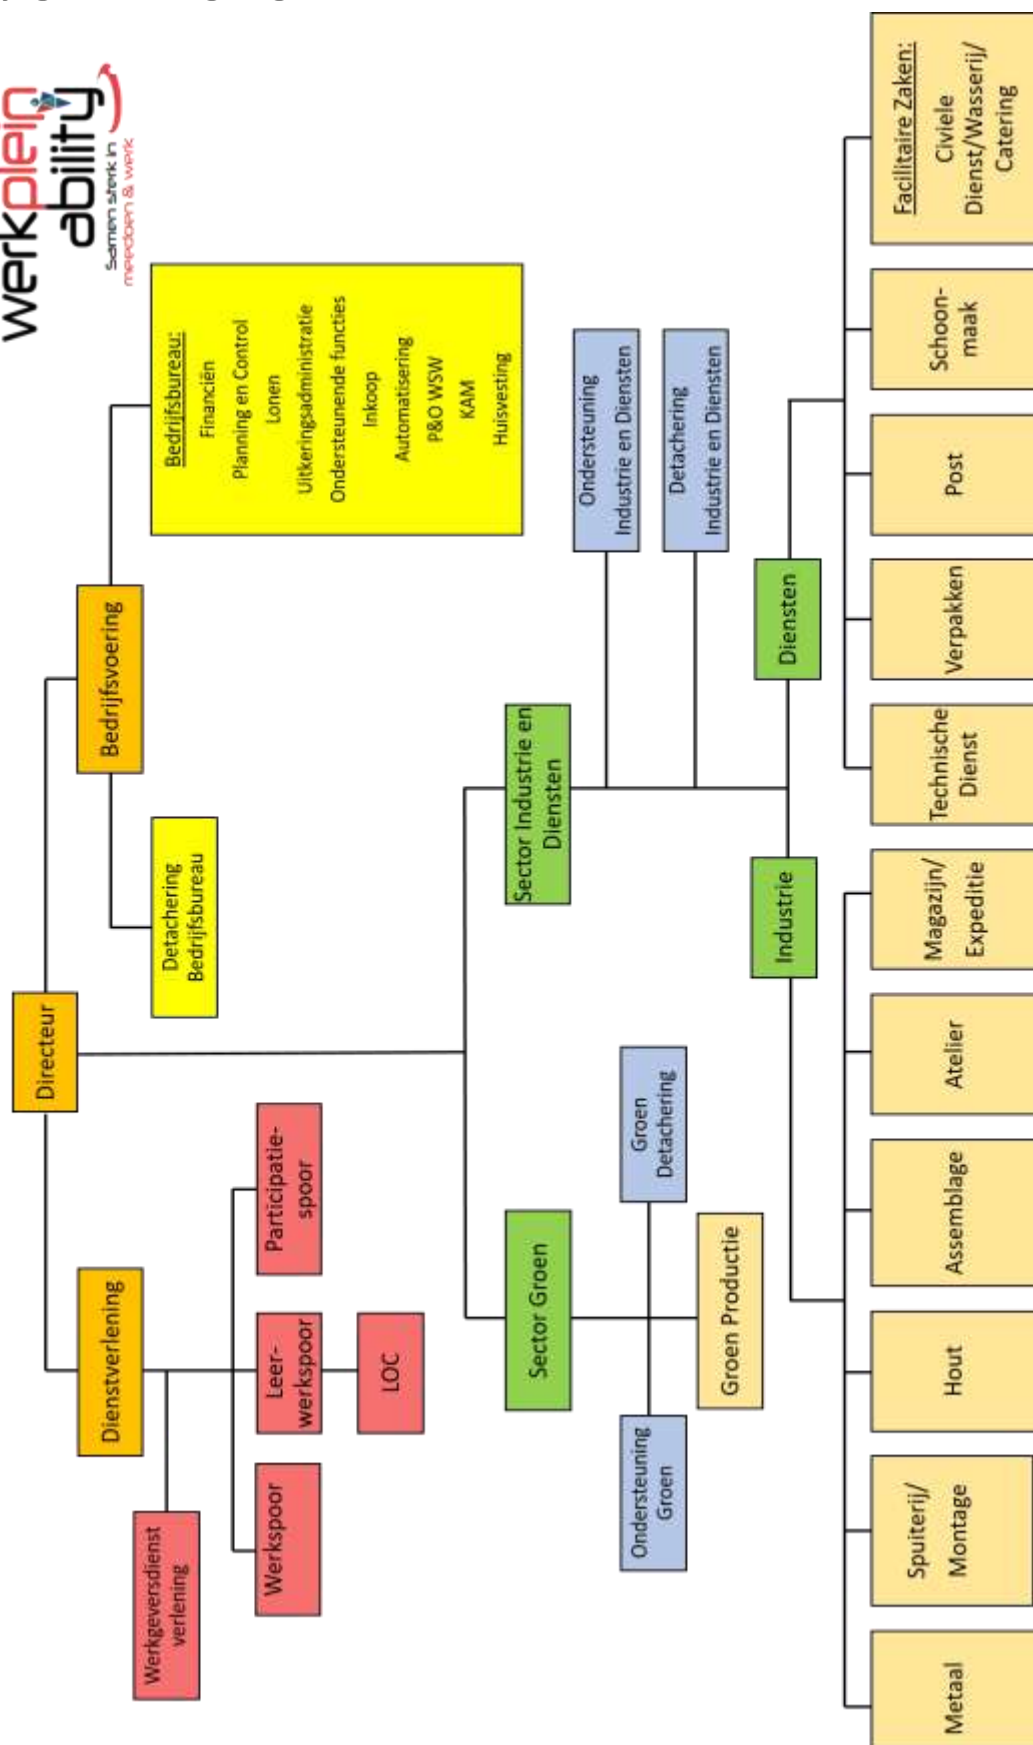 werkplein
ability
Samen sterk in
meedoen & werk
Directeur
Dienstverlening
Bedrijfsvoering
Werkgeversdienst
verlening
Werkspoor
Leer-
werkspoor
Participatie-
spoor
LOC
Detachering
Bedrijfsbureau
Bedrijfsbureau:
Financiën
Planning en Control
Lonen
Uitkeringsadministratie
Ondersteunende functies
Inkoop
Automatisering
P&O WSW
KAM
Huisvesting
Sector Groen
Sector Industrie en
Diensten
Ondersteuning
Groen
Groen
Detachering
Groen Productie
Ondersteuning
Industrie en Diensten
Detachering
Industrie en Diensten
Industrie
Diensten
Metaal
Spuiterij/
Montage
Hout
Assemblage
Atelier
Magazijn/
Expeditie
Technische
Dienst
Verpakken
Post
Schoon-
maak
Facilitaire Zaken:
Civiele
Dienst/Wasserij/
Catering